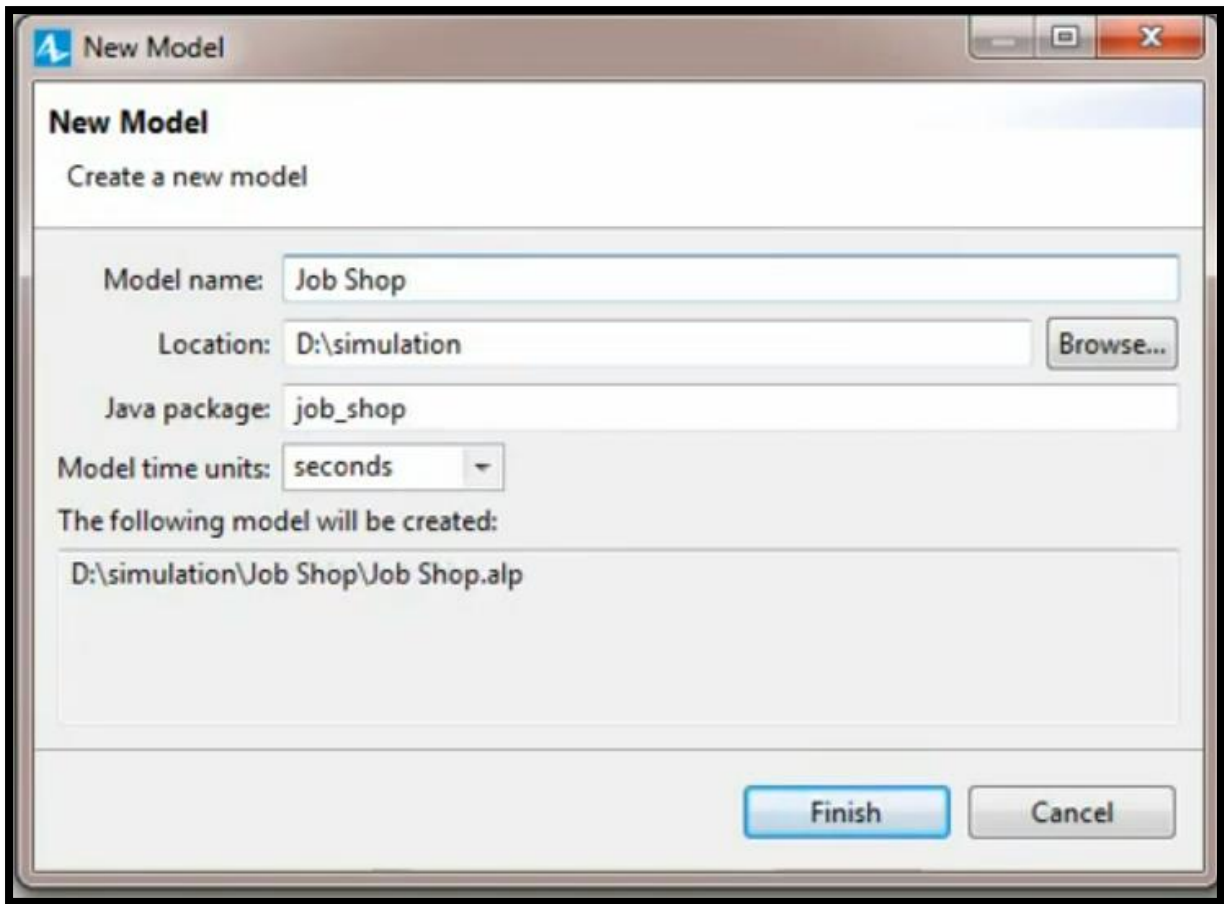 New Model
New Model
Create a new model
Model name: Job Shop
Location: D:\simulation Browse...
Java package: job_shop
Model time units: seconds
The following model will be created:
D:\simulation\Job Shop\Job Shop.alp
Finish Cancel